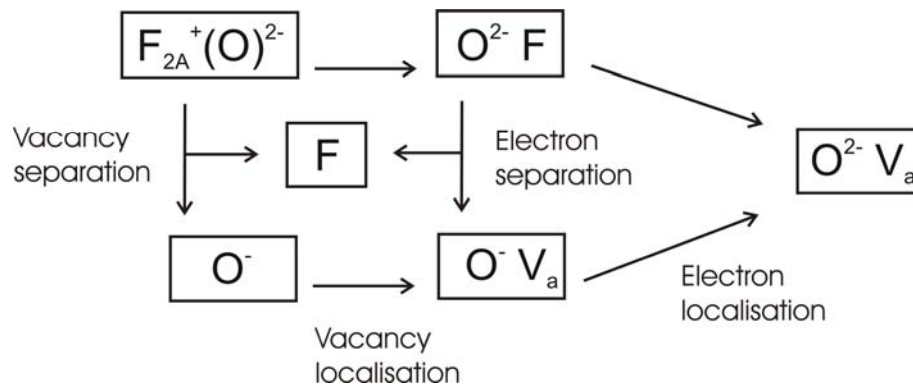 F₂A⁺(O)²⁻
O²⁻ F
Vacancy
separation
F
Electron
separation
O²⁻ Vₐ
O⁻
O⁻ Vₐ
Electron
localisation
Vacancy
localisation